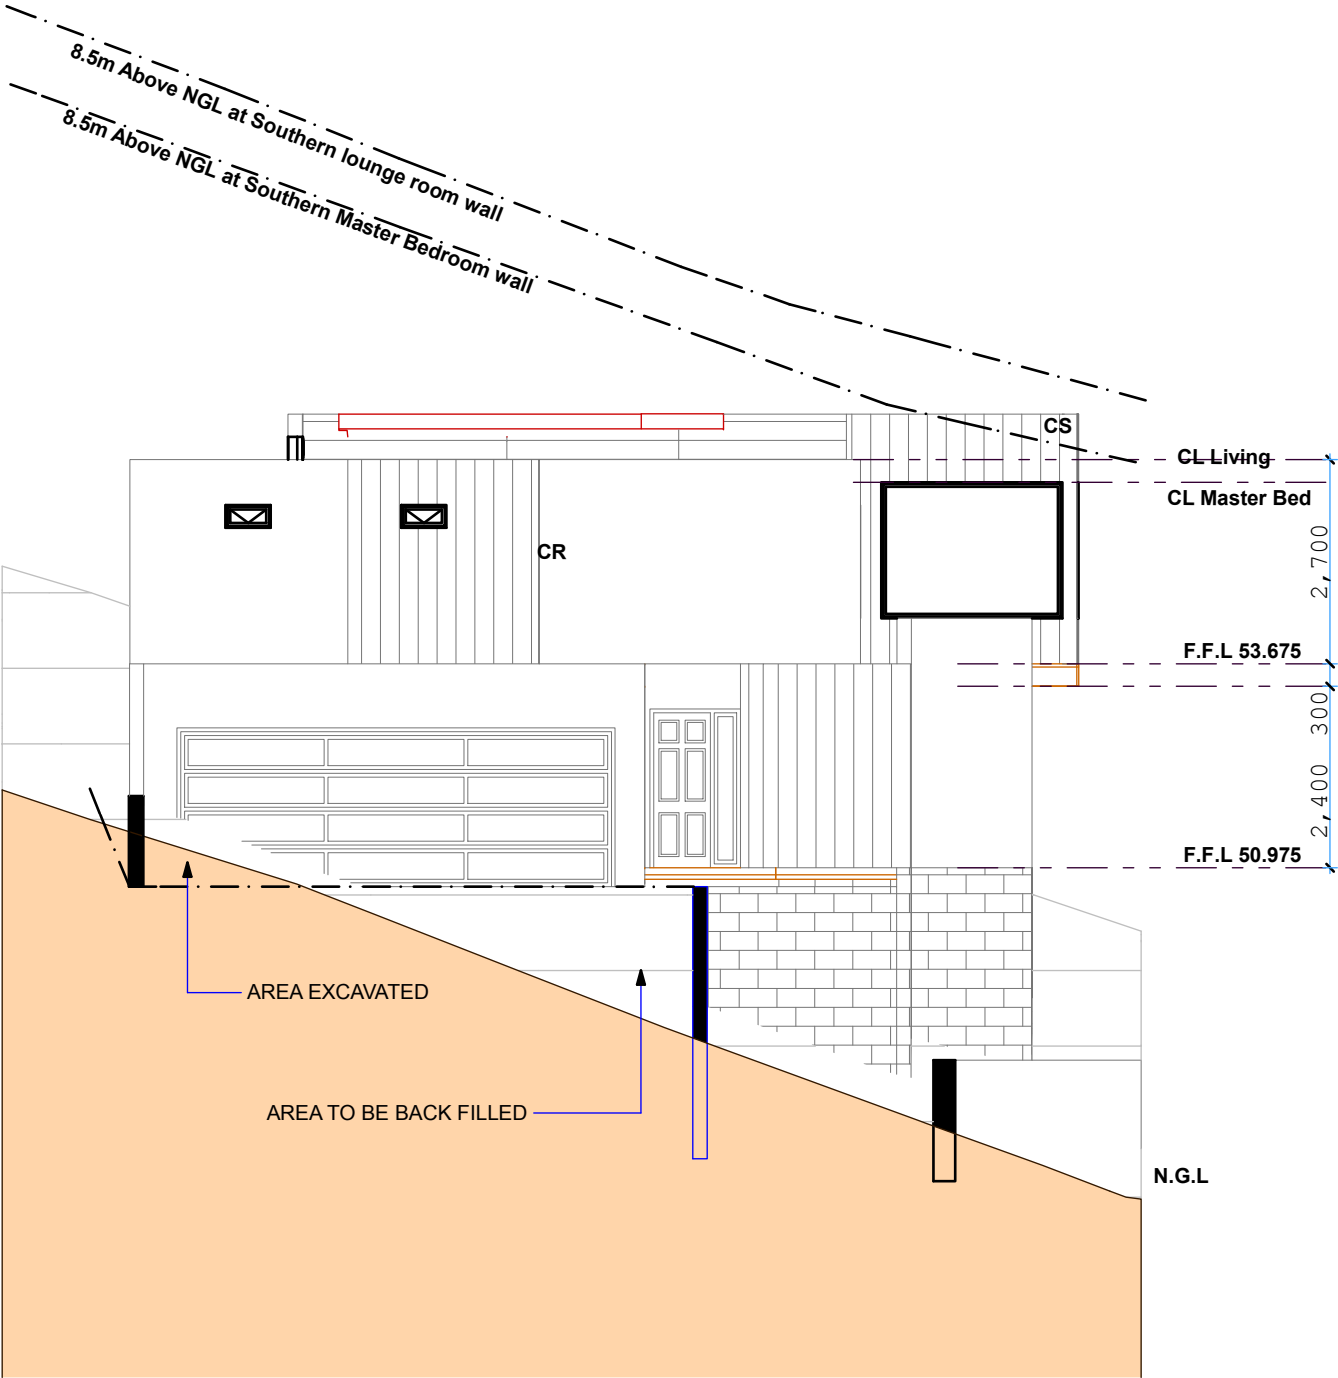 8.5m Above NGL at Southern lounge room wall
8.5m Above NGL at Southern Master Bedroom wall
CS
CL Living
CL Master Bed
CR
2,700
F.F.L 53.675
300
2,400
F.F.L 50.975
AREA EXCAVATED
AREA TO BE BACK FILLED
N.G.L